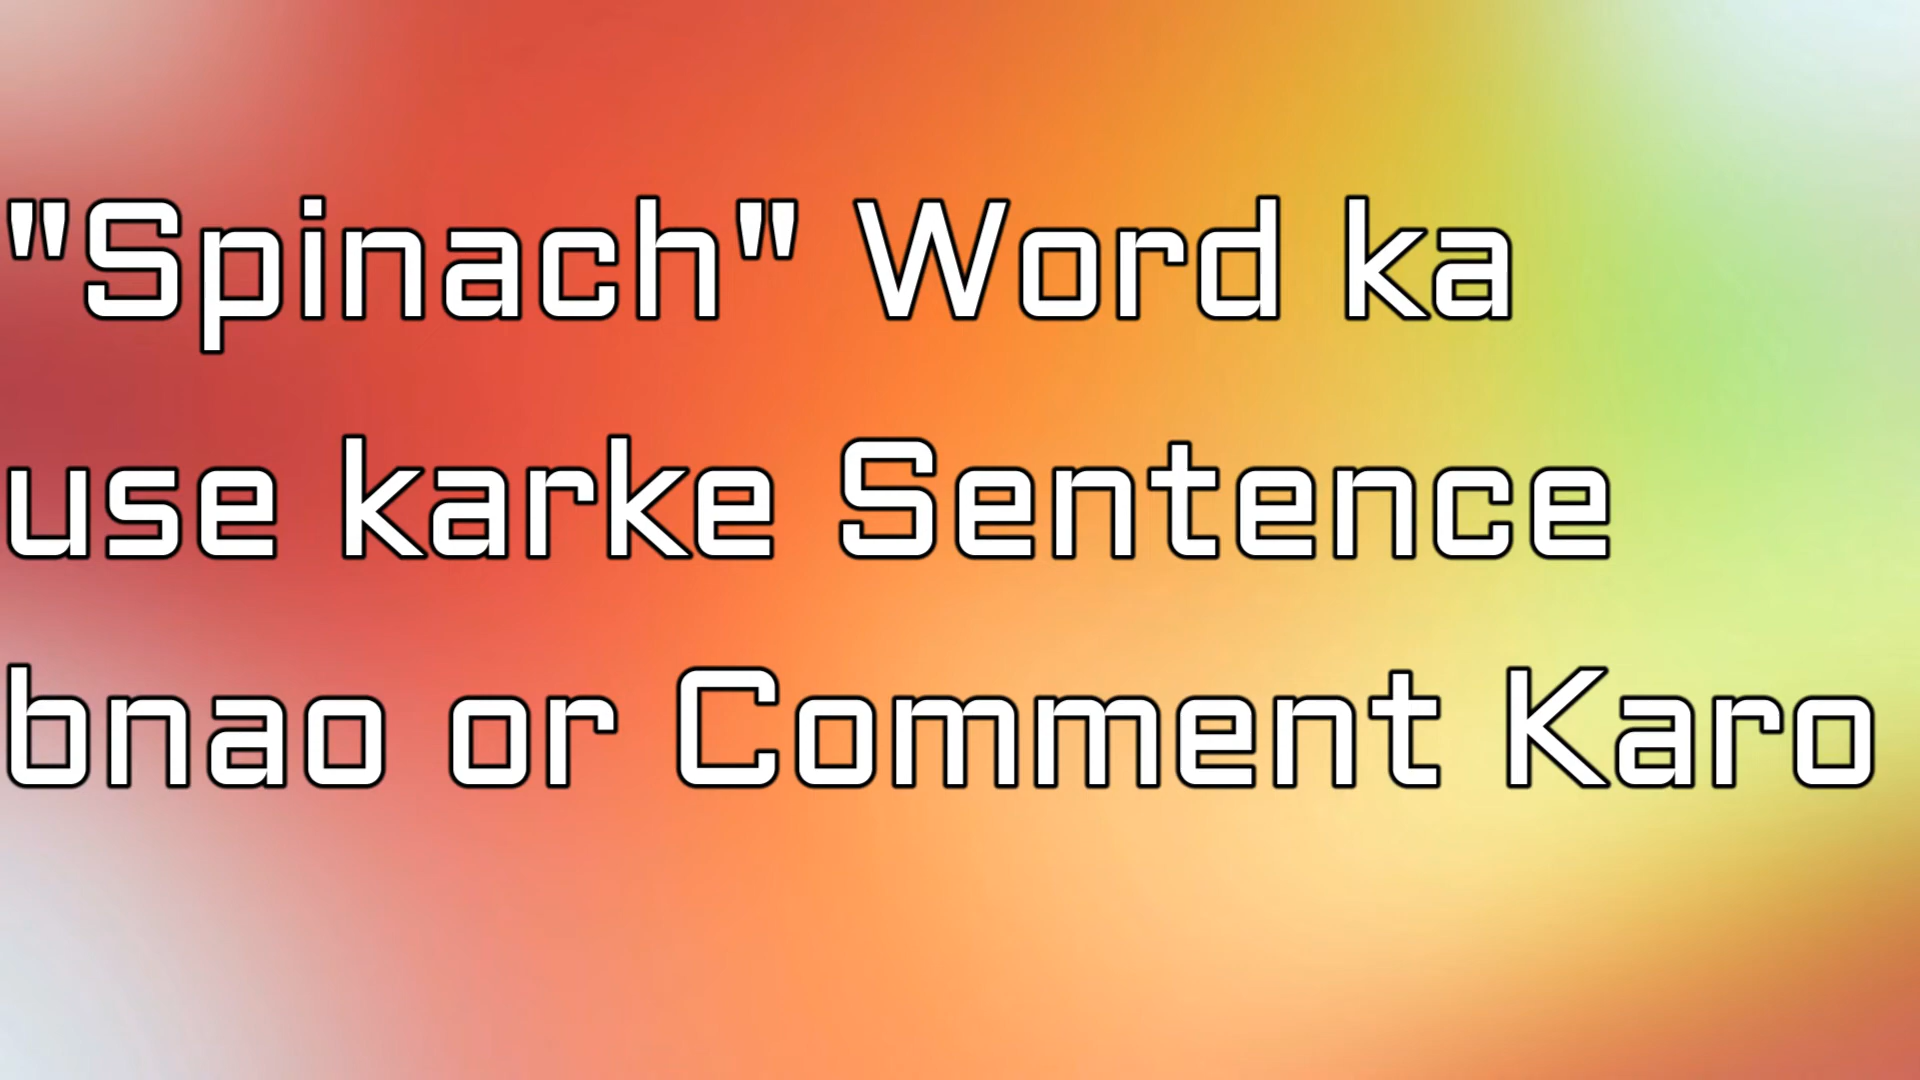 "Spinach" Word ka
use karke Sentence
bnao or Comment Karo